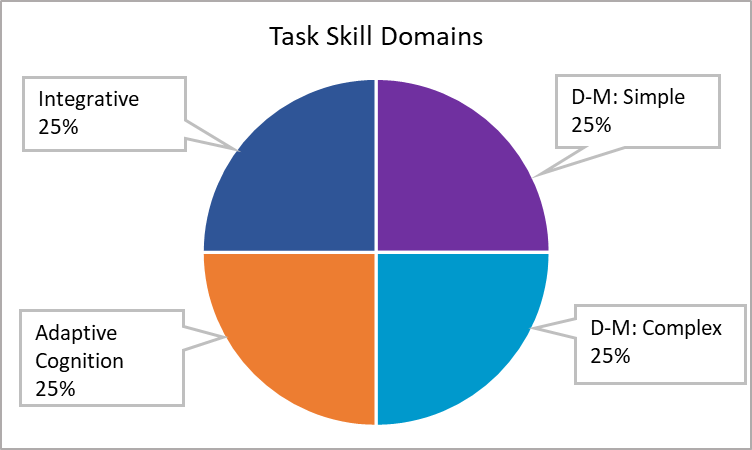 Task Skill Domains
Integrative
25%
D-M: Simple
25%
Adaptive
Cognition
25%
D-M: Complex
25%